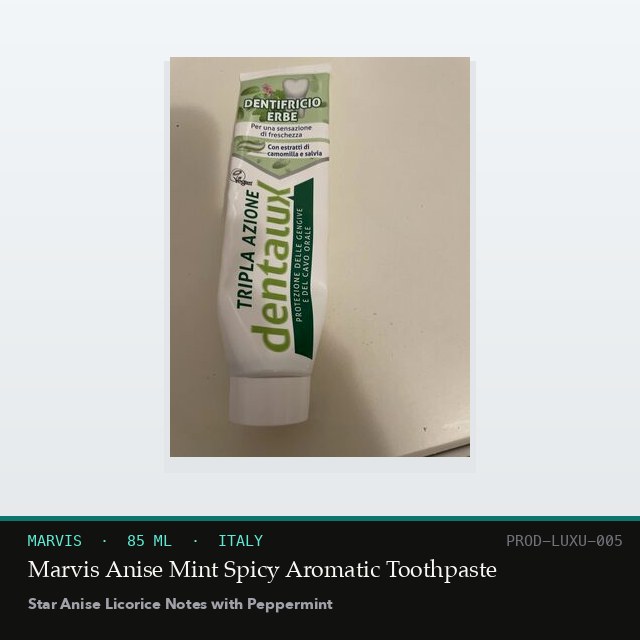 DENTIFRICIO
ERBE
Per una sensazione
di freschezza
Con estratti di
camomilla e salvia
Vegan
TRIPLA AZIONE
dentalux
PROTEZIONE DELLE GENGIVE
E DEL CAVO ORALE
MARVIS · 85 ML · ITALY
PROD-LUXU-005
Marvis Anise Mint Spicy Aromatic Toothpaste
Star Anise Licorice Notes with Peppermint